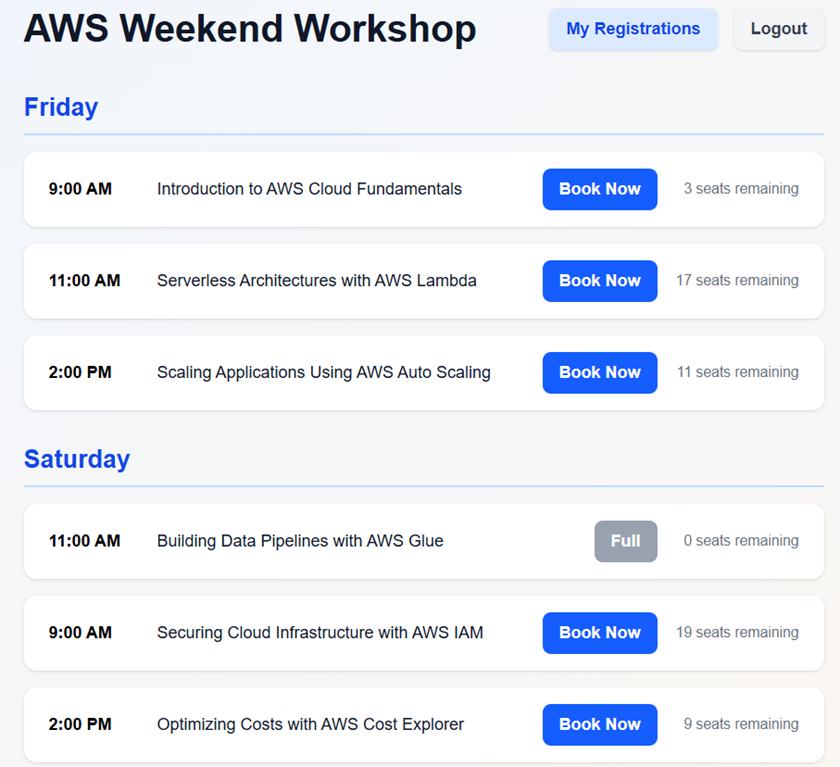 AWS Weekend Workshop My Registrations Logout
Friday
9:00 AM Introduction to AWS Cloud Fundamentals Book Now 3 seats remaining
11:00 AM Serverless Architectures with AWS Lambda Book Now 17 seats remaining
2:00 PM Scaling Applications Using AWS Auto Scaling Book Now 11 seats remaining
Saturday
11:00 AM Building Data Pipelines with AWS Glue Full 0 seats remaining
9:00 AM Securing Cloud Infrastructure with AWS IAM Book Now 19 seats remaining
2:00 PM Optimizing Costs with AWS Cost Explorer Book Now 9 seats remaining